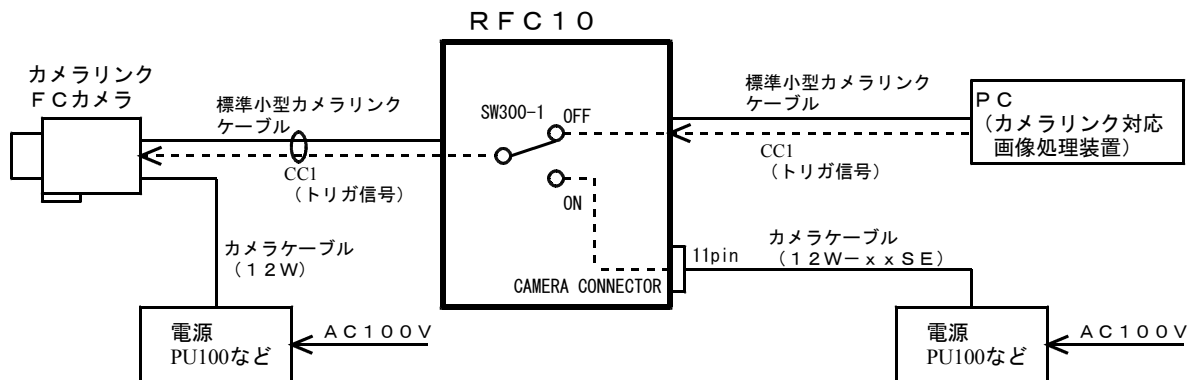 ＲＦＣ１０
カメラリンク
ＦＣカメラ
標準小型カメラリンク
ケーブル
CC1
（トリガ信号）
カメラケーブル
（１２Ｗ）
電源
PU100など
ＡＣ１００Ｖ
SW300-1
OFF
ON
CAMERA CONNECTOR
11pin
標準小型カメラリンク
ケーブル
CC1
（トリガ信号）
ＰＣ
（カメラリンク対応
画像処理装置）
カメラケーブル
（１２Ｗ－ｘｘＳＥ）
電源
PU100など
ＡＣ１００Ｖ